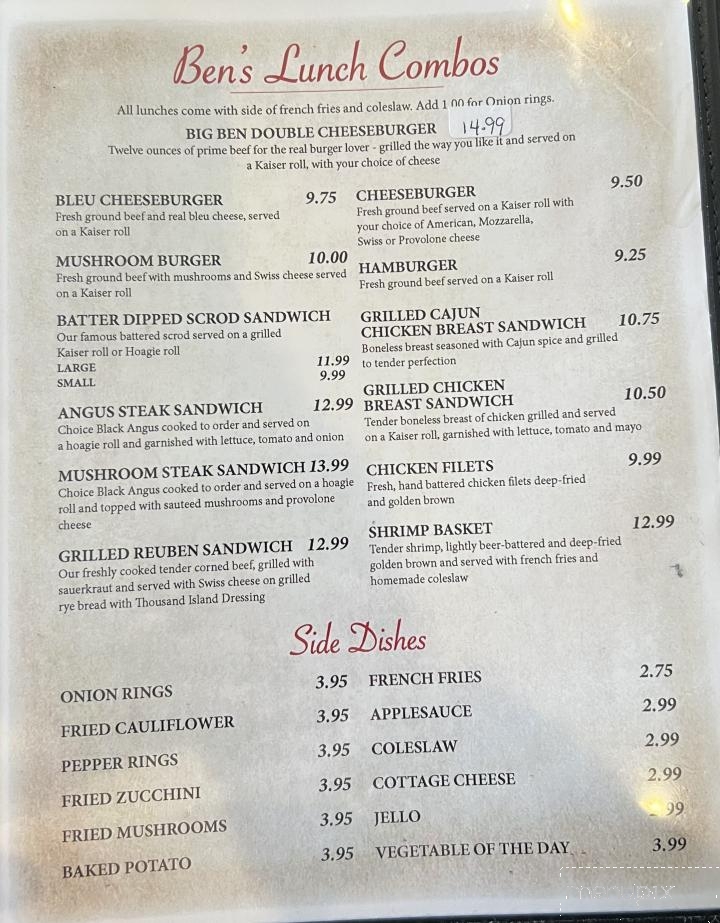 Ben's Lunch Combos
All lunches come with side of french fries and coleslaw. Add 1.00 for Onion rings.
BIG BEN DOUBLE CHEESEBURGER 14.99
Twelve ounces of prime beef for the real burger lover - grilled the way you like it and served on
a Kaiser roll, with your choice of cheese
BLEU CHEESEBURGER 9.75
Fresh ground beef and real bleu cheese, served
on a Kaiser roll
MUSHROOM BURGER 10.00
Fresh ground beef with mushrooms and Swiss cheese served
on a Kaiser roll
BATTER DIPPED SCROD SANDWICH
Our famous battered scrod served on a grilled
Kaiser roll or Hoagie roll
LARGE 11.99
SMALL 9.99
ANGUS STEAK SANDWICH 12.99
Choice Black Angus cooked to order and served on
a hoagie roll and garnished with lettuce, tomato and onion
MUSHROOM STEAK SANDWICH 13.99
Choice Black Angus cooked to order and served on a hoagie
roll and topped with sauteed mushrooms and provolone
cheese
GRILLED REUBEN SANDWICH 12.99
Our freshly cooked tender corned beef, grilled with
sauerkraut and served with Swiss cheese on grilled
rye bread with Thousand Island Dressing
CHEESEBURGER 9.50
Fresh ground beef served on a Kaiser roll with
your choice of American, Mozzarella,
Swiss or Provolone cheese
HAMBURGER 9.25
Fresh ground beef served on a Kaiser roll
GRILLED CAJUN
CHICKEN BREAST SANDWICH 10.75
Boneless breast seasoned with Cajun spice and grilled
to tender perfection
GRILLED CHICKEN
BREAST SANDWICH 10.50
Tender boneless breast of chicken grilled and served
on a Kaiser roll, garnished with lettuce, tomato and mayo
CHICKEN FILETS 9.99
Fresh, hand battered chicken filets deep-fried
and golden brown
SHRIMP BASKET 12.99
Tender shrimp, lightly beer-battered and deep-fried
golden brown and served with french fries and
homemade coleslaw
Side Dishes
ONION RINGS 3.95
FRIED CAULIFLOWER 3.95
PEPPER RINGS 3.95
FRIED ZUCCHINI 3.95
FRIED MUSHROOMS 3.95
BAKED POTATO 3.95
FRENCH FRIES 2.75
APPLESAUCE 2.99
COLESLAW 2.99
COTTAGE CHEESE 2.99
JELLO 99
VEGETABLE OF THE DAY 3.99